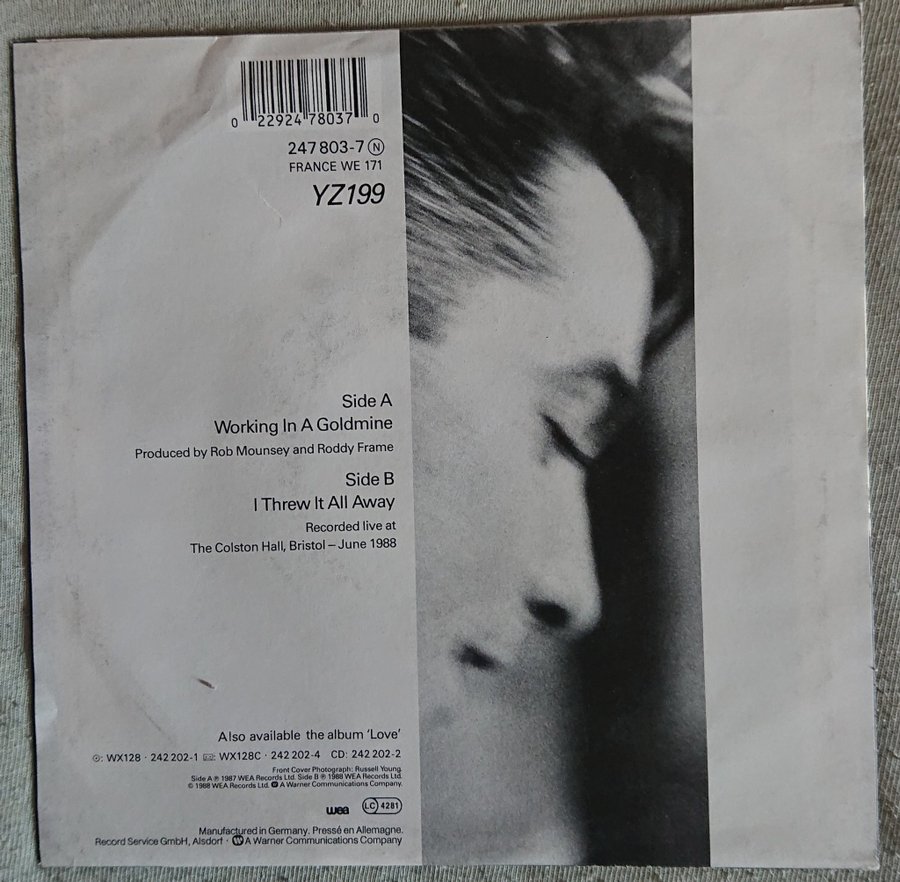 0 22924 78037 0
247 803-7 Ⓝ
FRANCE WE 171
YZ199
Side A
Working In A Goldmine
Produced by Rob Mounsey and Roddy Frame
Side B
I Threw It All Away
Recorded live at
The Colston Hall, Bristol – June 1988
Also available the album ‘Love’
: WX128 · 242 202-1 : WX128C · 242 202-4 CD: 242 202-2
Front Cover Photograph: Russell Young.
Side A ℗ 1987 WEA Records Ltd. Side B ℗ 1988 WEA Records Ltd.
© 1988 WEA Records Ltd. A Warner Communications Company.
wea LC 4281
Manufactured in Germany. Pressé en Allemagne.
Record Service GmbH, Alsdorf · A Warner Communications Company